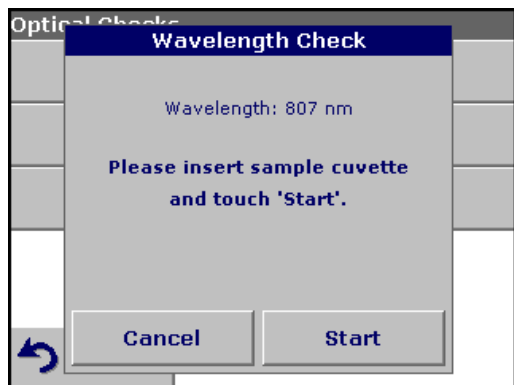 Optical Checks
Wavelength Check
Wavelength: 807 nm
Please insert sample cuvette
and touch 'Start'.
Cancel
Start